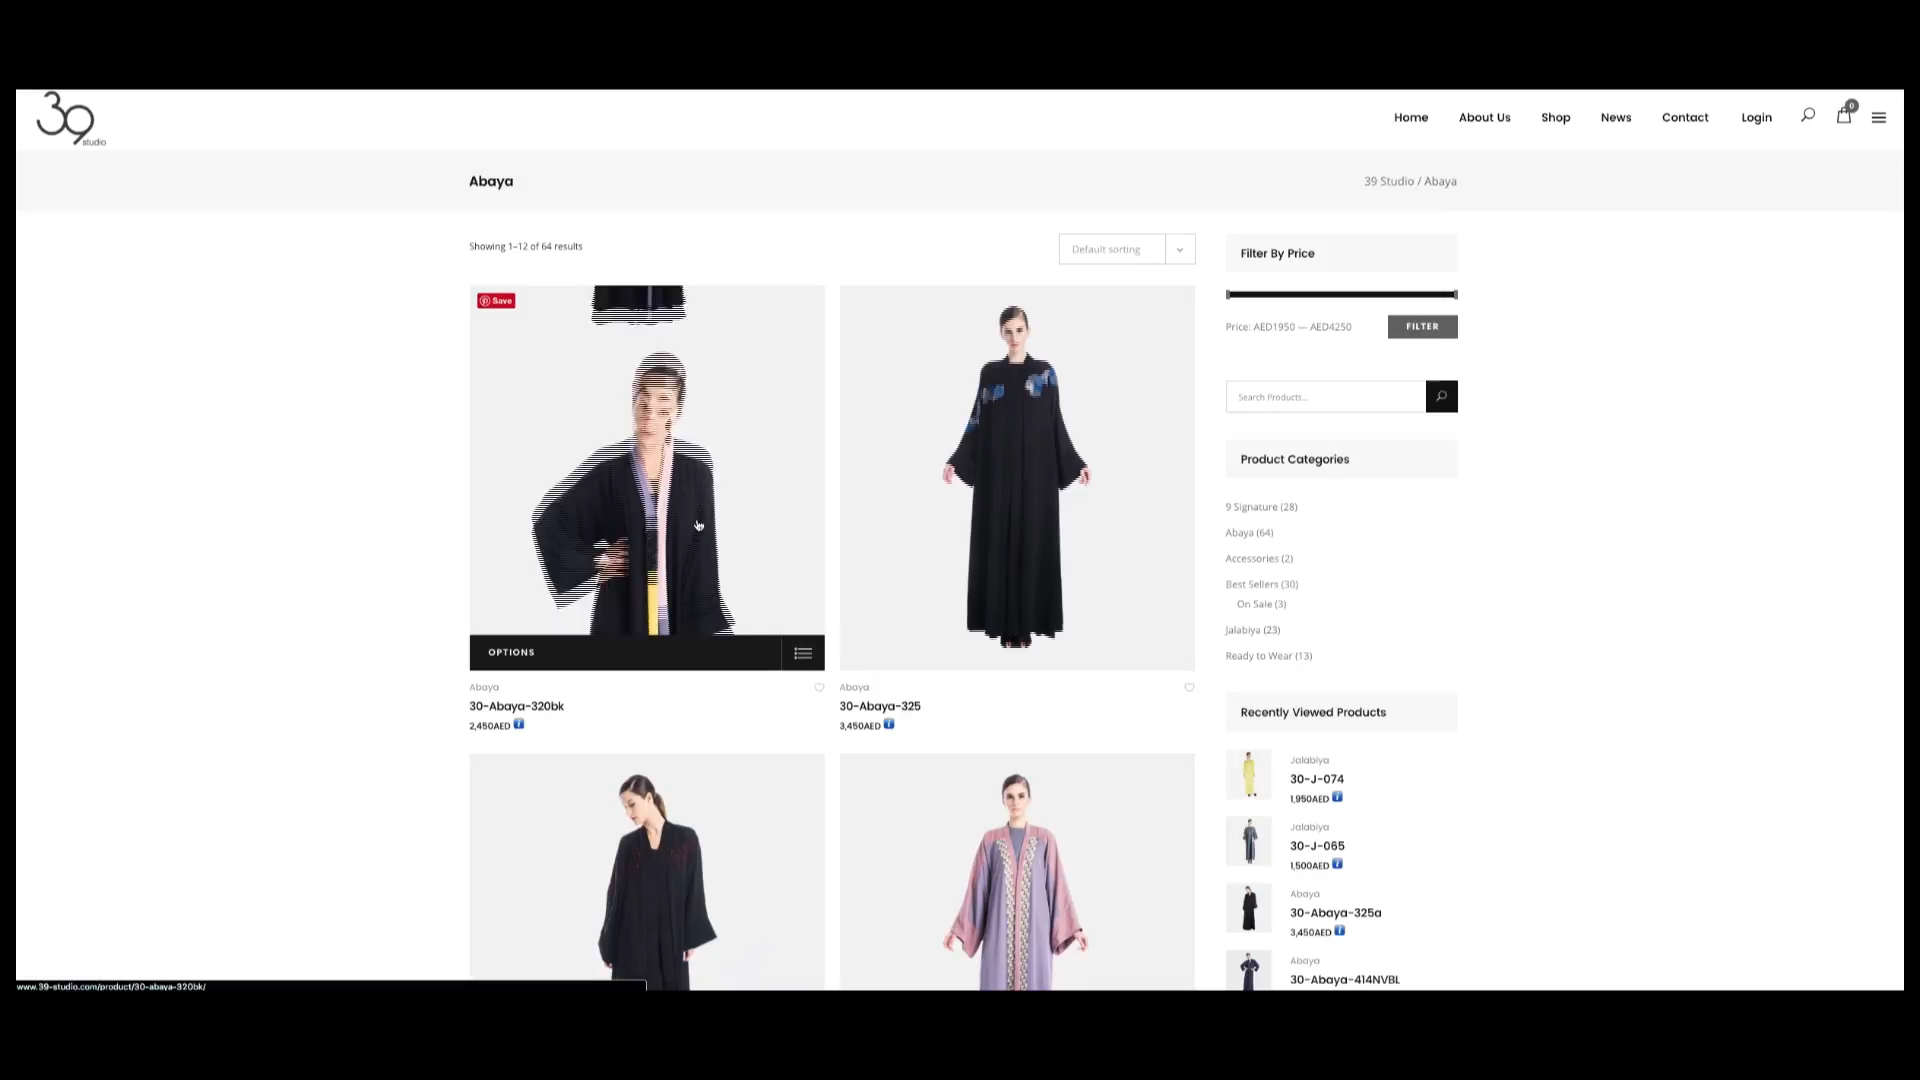 39
studio
Home About Us Shop News Contact Login 0
Abaya
39 Studio / Abaya
Showing 1–12 of 64 results
Default sorting
Save
OPTIONS
Abaya
30-Abaya-320bk
2,450AED
Abaya
30-Abaya-325
3,450AED
Filter By Price
Price: AED1950 — AED4250
FILTER
Search Products...
Product Categories
9 Signature (28)
Abaya (64)
Accessories (2)
Best Sellers (30)
On Sale (3)
Jalabiya (23)
Ready to Wear (13)
Recently Viewed Products
Jalabiya
30-J-074
1,950AED
Jalabiya
30-J-065
1,500AED
Abaya
30-Abaya-325a
3,450AED
Abaya
30-Abaya-414NVBL
www.39-studio.com/product/30-abaya-320bk/